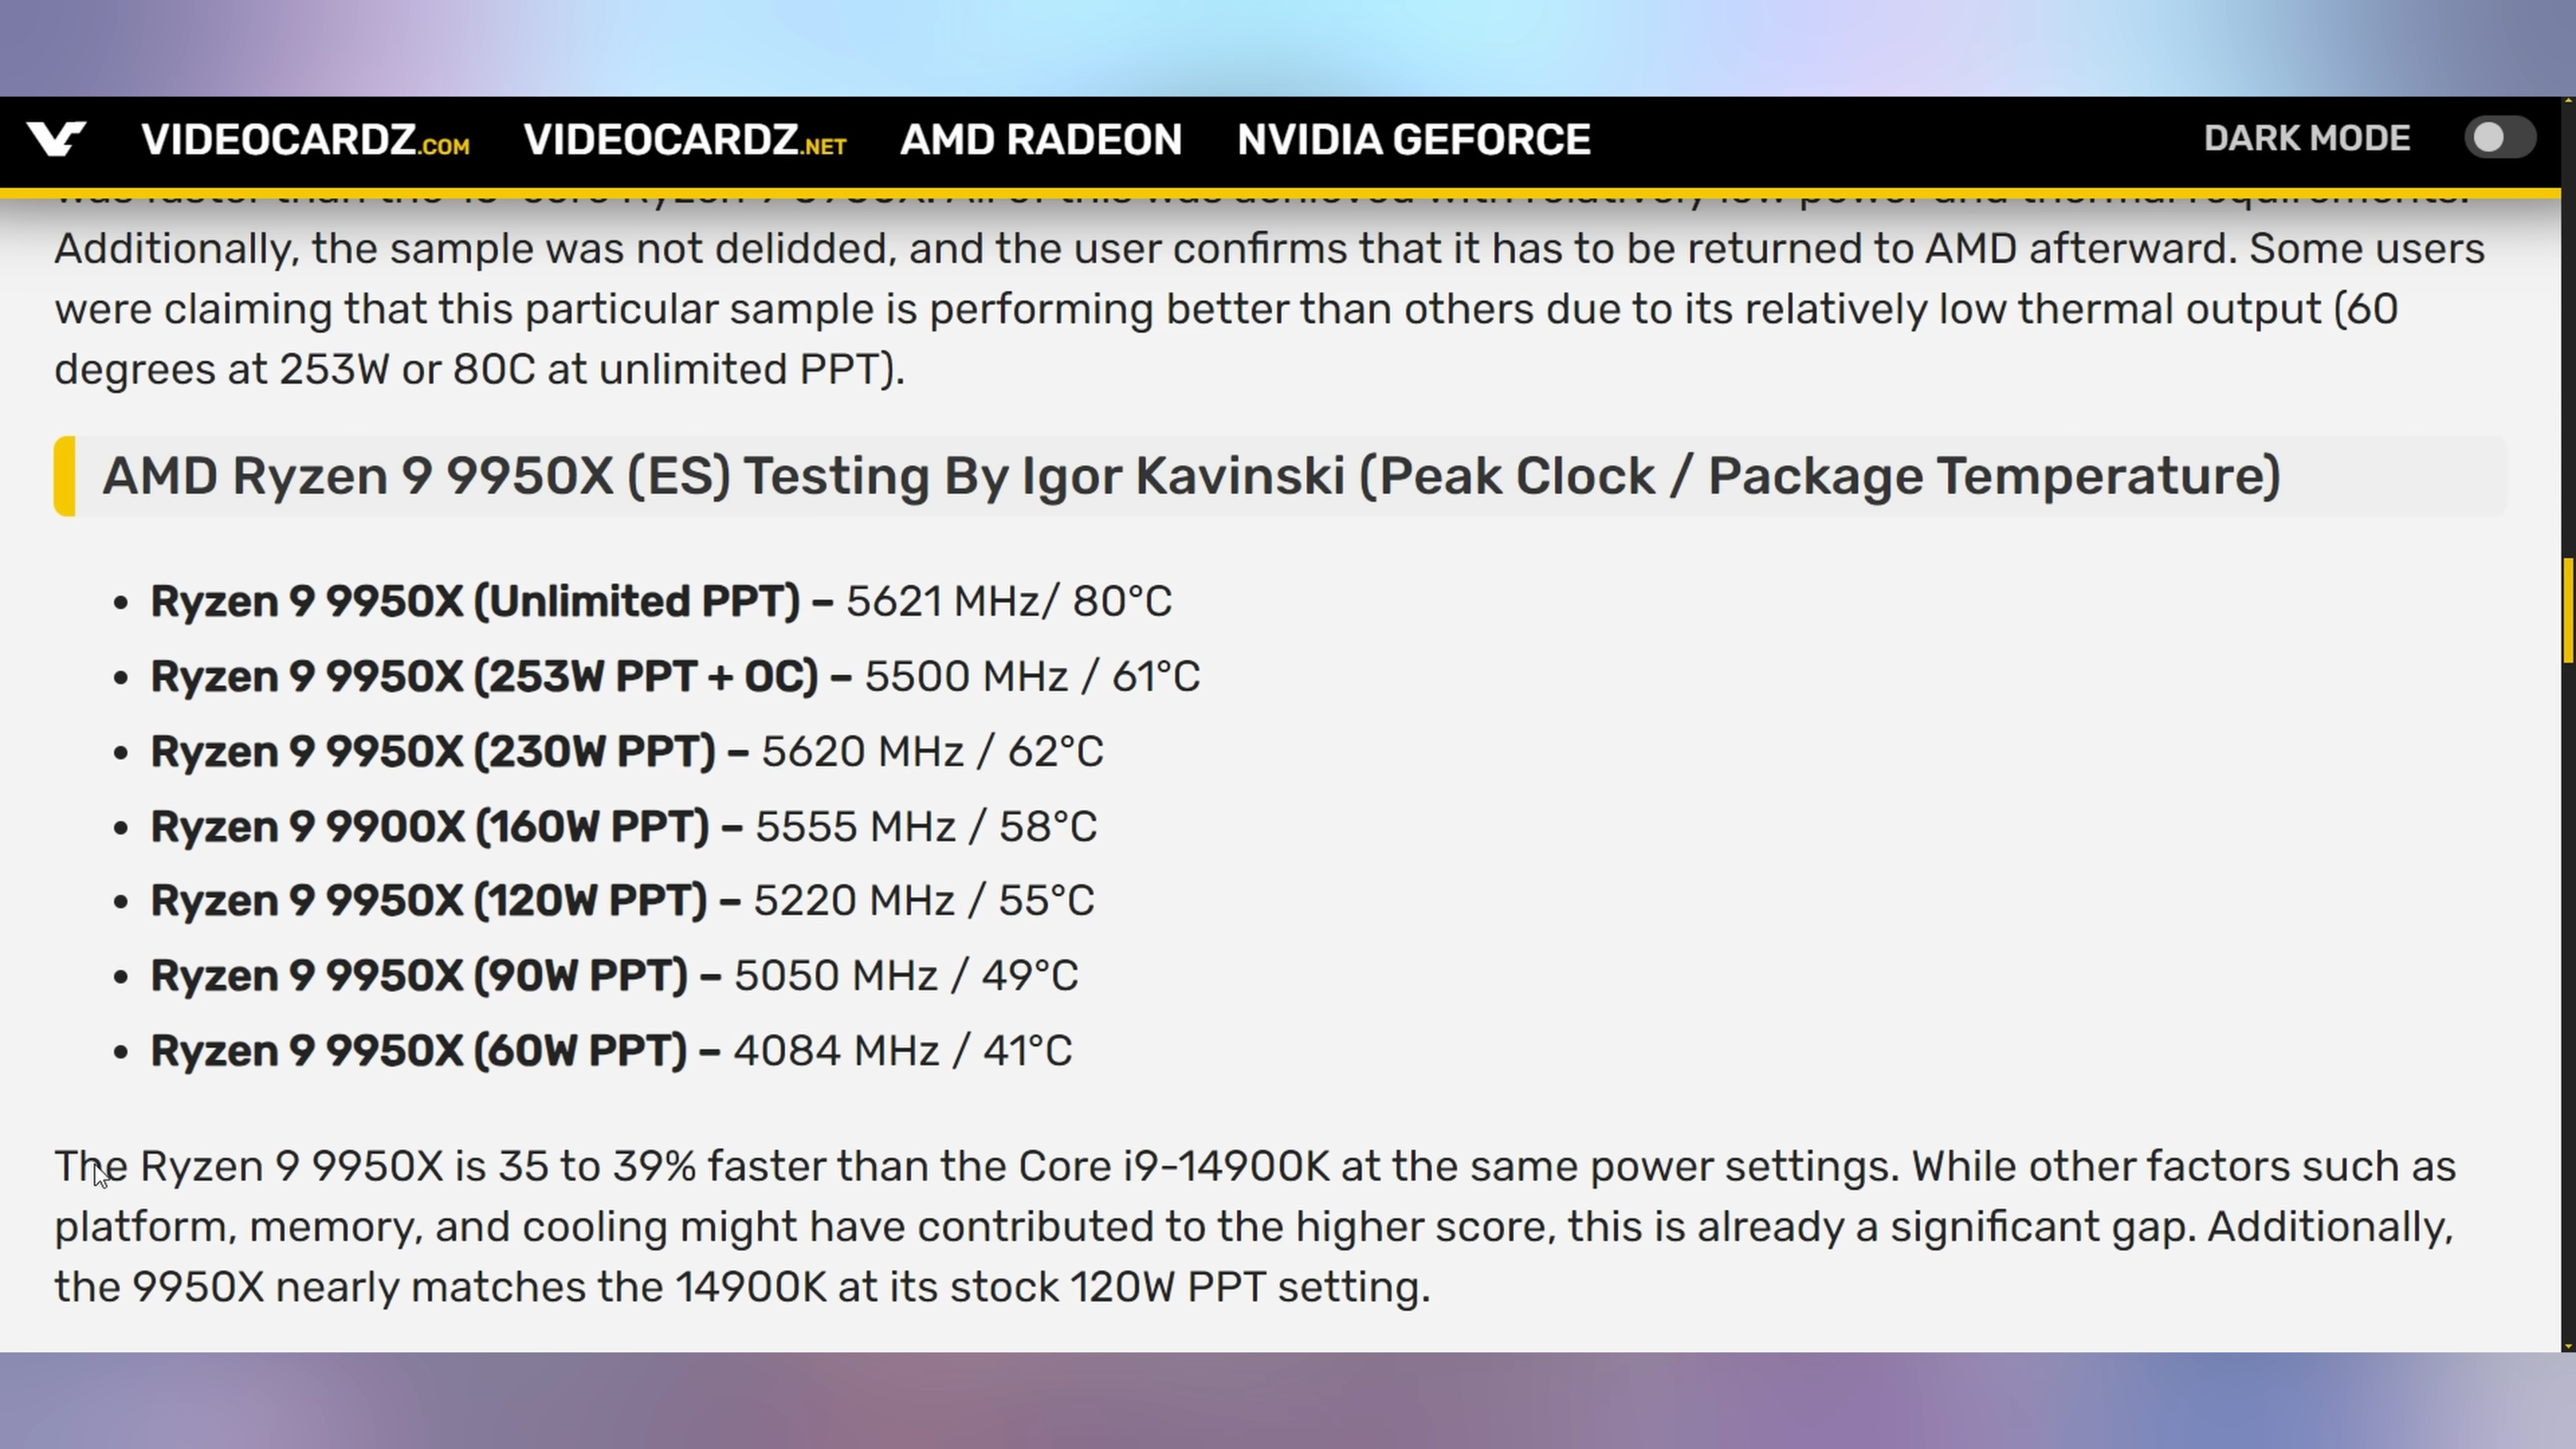 VIDEOCARDZ.COM VIDEOCARDZ.NET AMD RADEON NVIDIA GEFORCE DARK MODE
Additionally, the sample was not delidded, and the user confirms that it has to be returned to AMD afterward. Some users
were claiming that this particular sample is performing better than others due to its relatively low thermal output (60
degrees at 253W or 80C at unlimited PPT).
AMD Ryzen 9 9950X (ES) Testing By Igor Kavinski (Peak Clock / Package Temperature)
• Ryzen 9 9950X (Unlimited PPT) – 5621 MHz/ 80°C
• Ryzen 9 9950X (253W PPT + OC) – 5500 MHz / 61°C
• Ryzen 9 9950X (230W PPT) – 5620 MHz / 62°C
• Ryzen 9 9900X (160W PPT) – 5555 MHz / 58°C
• Ryzen 9 9950X (120W PPT) – 5220 MHz / 55°C
• Ryzen 9 9950X (90W PPT) – 5050 MHz / 49°C
• Ryzen 9 9950X (60W PPT) – 4084 MHz / 41°C
The Ryzen 9 9950X is 35 to 39% faster than the Core i9-14900K at the same power settings. While other factors such as
platform, memory, and cooling might have contributed to the higher score, this is already a significant gap. Additionally,
the 9950X nearly matches the 14900K at its stock 120W PPT setting.